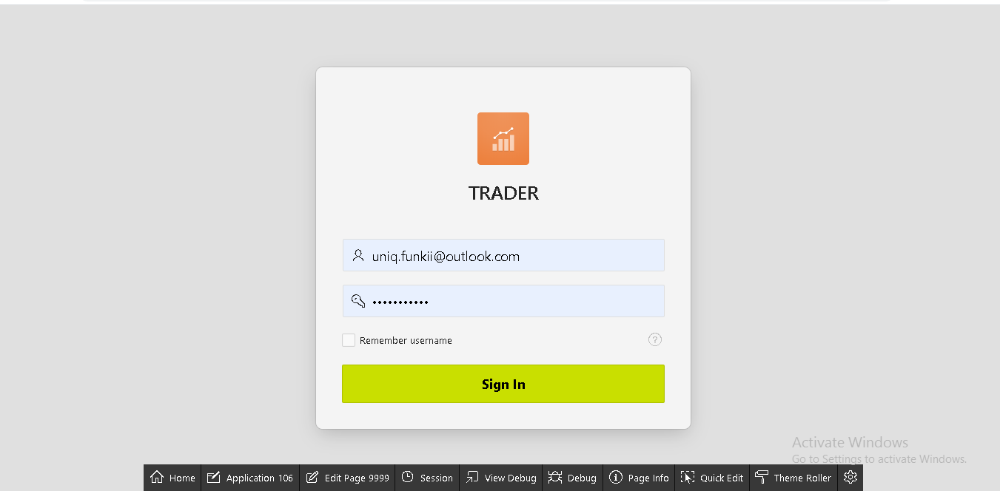 TRADER
uniq.funkii@outlook.com
•••••••••••
Remember username
?
Sign In
Activate Windows
Go to Settings to activate Windows.
Home Application 106 Edit Page 9999 Session View Debug Debug Page Info Quick Edit Theme Roller